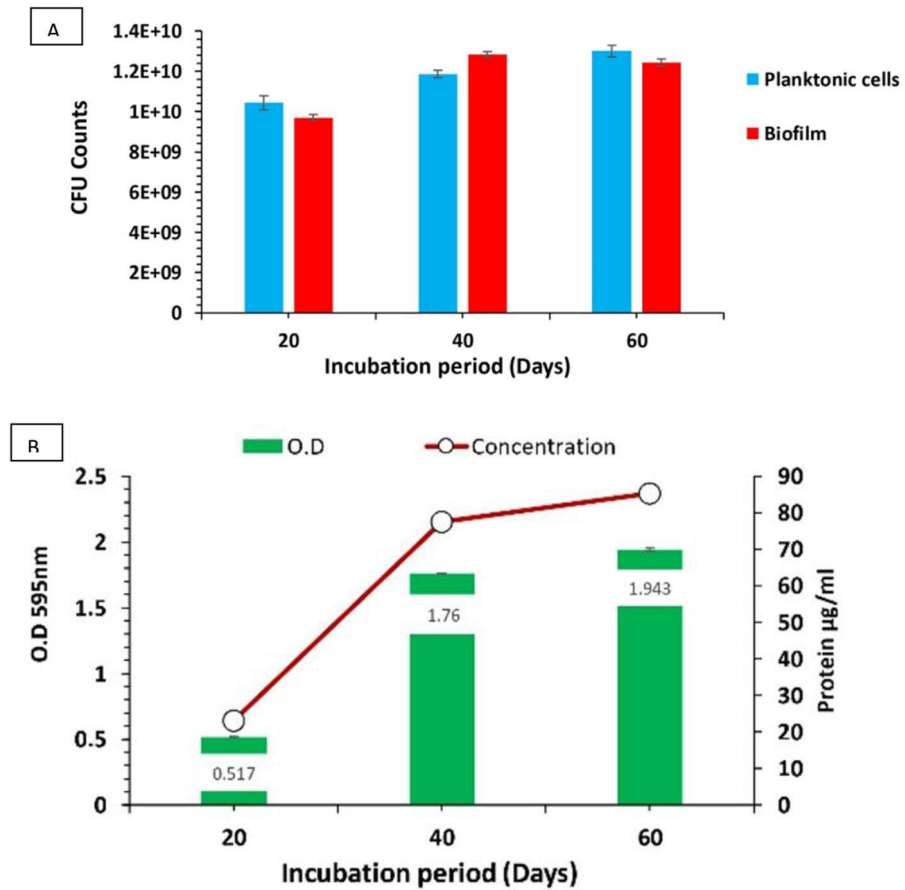 A
1.4E+10
1.2E+10
1E+10
8E+09
6E+09
4E+09
2E+09
0
CFU Counts
Planktonic cells
Biofilm
20 40 60
Incubation period (Days)
B
O.D Concentration
2.5
2
1.5
1
0.5
0
O.D 595nm
0.517
1.76
1.943
90
80
70
60
50
40
30
20
10
0
Protein µg/ml
20 40 60
Incubation period (Days)